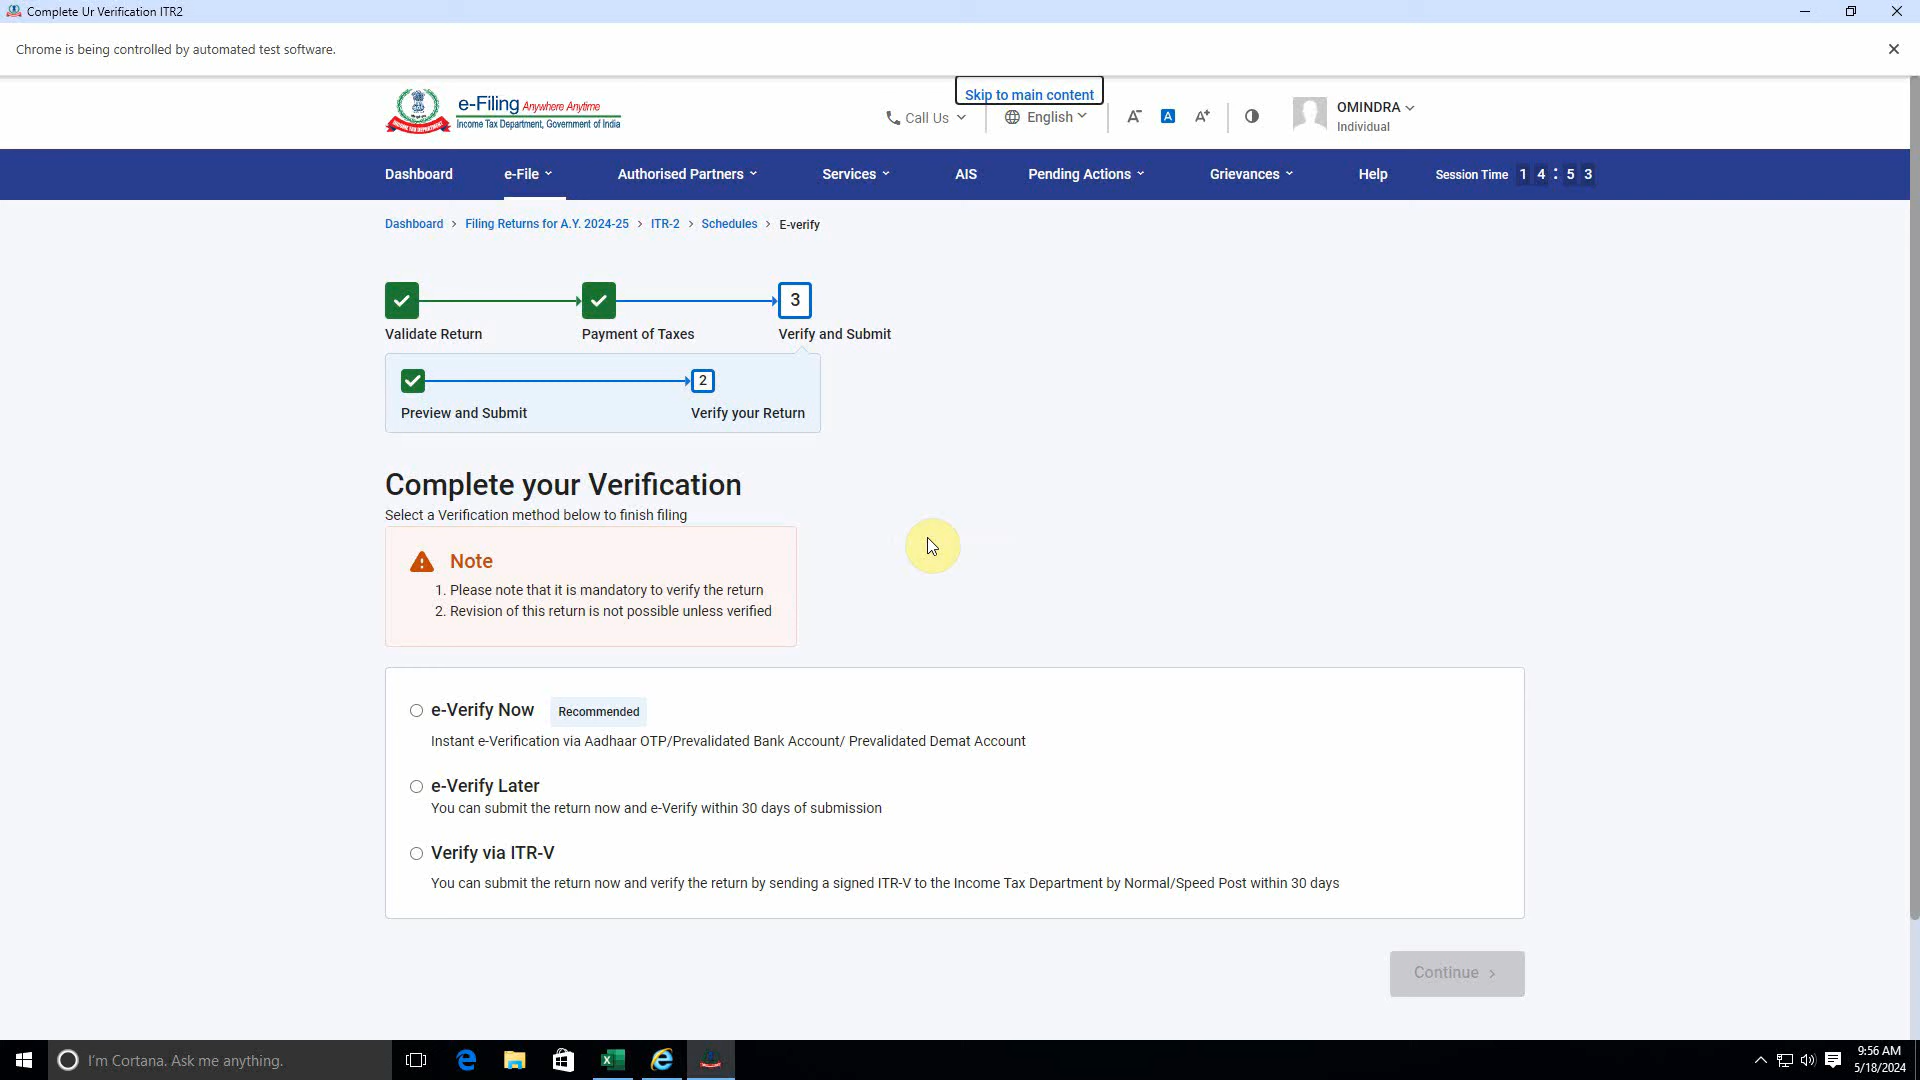 Complete Ur Verification ITR2
Chrome is being controlled by automated test software.
e-Filing Anywhere Anytime
Income Tax Department, Government of India
Skip to main content
Call Us
English
A-
A
A+
OMINDRA
Individual
Dashboard
e-File
Authorised Partners
Services
AIS
Pending Actions
Grievances
Help
Session Time 14:53
Dashboard > Filing Returns for A.Y. 2024-25 > ITR-2 > Schedules > E-verify
3
Validate Return
Payment of Taxes
Verify and Submit
2
Preview and Submit
Verify your Return
Complete your Verification
Select a Verification method below to finish filing
Note
1. Please note that it is mandatory to verify the return
2. Revision of this return is not possible unless verified
e-Verify Now Recommended
Instant e-Verification via Aadhaar OTP/Prevalidated Bank Account/ Prevalidated Demat Account
e-Verify Later
You can submit the return now and e-Verify within 30 days of submission
Verify via ITR-V
You can submit the return now and verify the return by sending a signed ITR-V to the Income Tax Department by Normal/Speed Post within 30 days
Continue >
I'm Cortana. Ask me anything.
9:56 AM
5/18/2024